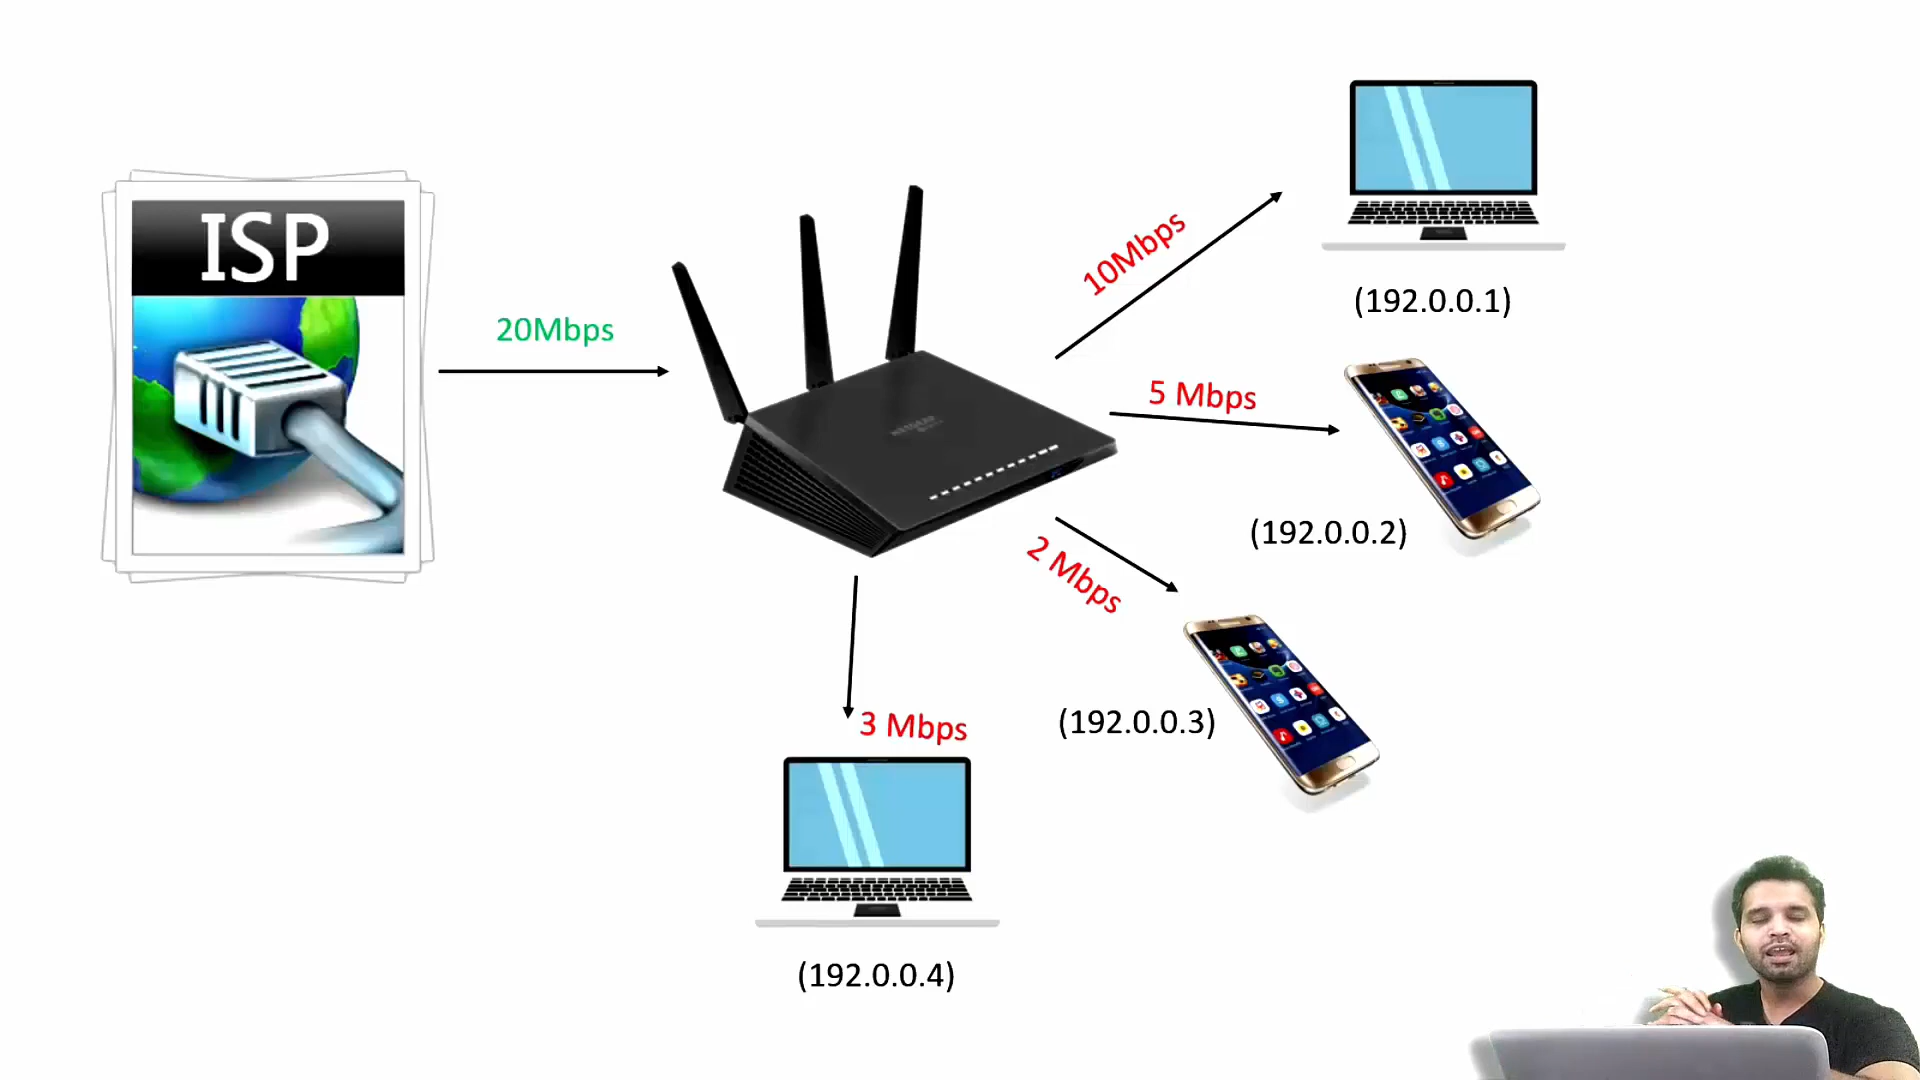 ISP
20Mbps
10Mbps
(192.0.0.1)
5 Mbps
(192.0.0.2)
2 Mbps
(192.0.0.3)
3 Mbps
(192.0.0.4)
NETGEAR